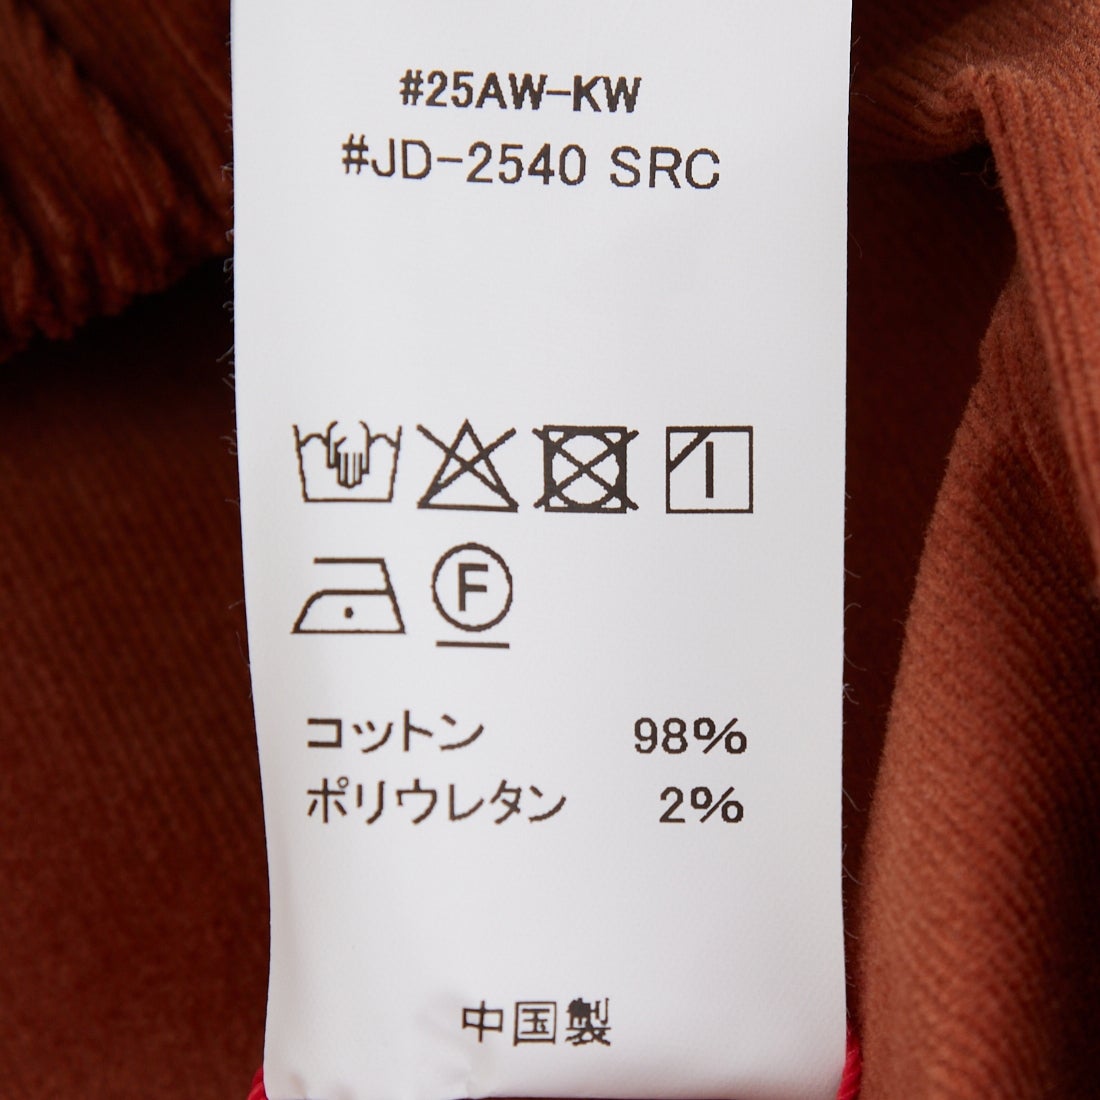 #25AW-KW
#JD-2540 SRC
F
コットン 98%
ポリウレタン 2%
中国製